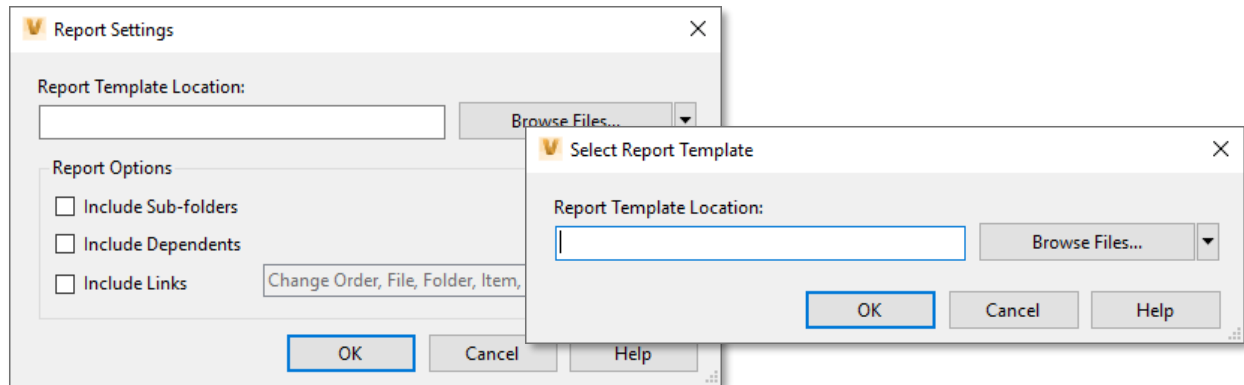 Report Settings
Report Template Location:
Browse Files...
Report Options
Include Sub-folders
Include Dependents
Include Links
Change Order, File, Folder, Item,
OK
Cancel
Help
Select Report Template
Report Template Location:
Browse Files...
OK
Cancel
Help